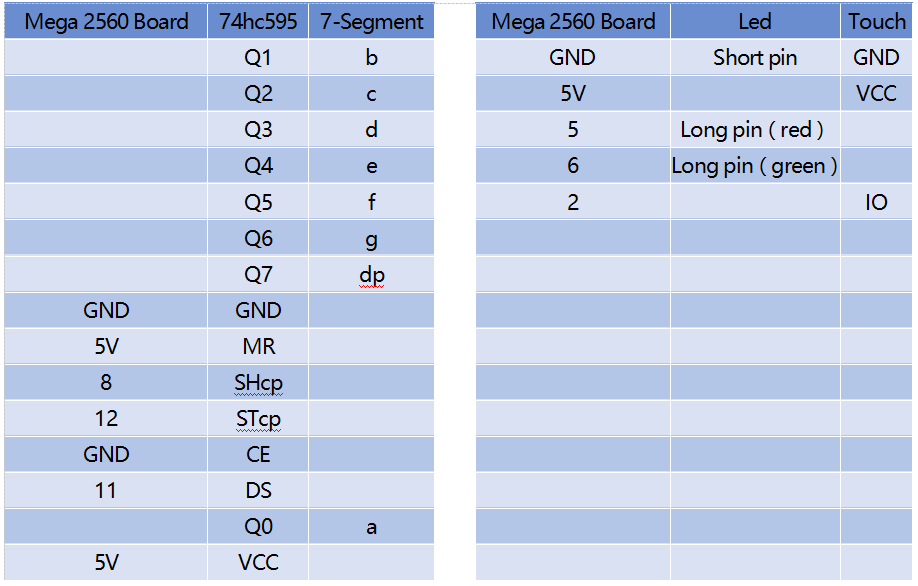 Mega 2560 Board 74hc595 7-Segment
Q1 b
Q2 c
Q3 d
Q4 e
Q5 f
Q6 g
Q7 dp
GND GND
5V MR
8 SHcp
12 STcp
GND CE
11 DS
Q0 a
5V VCC
Mega 2560 Board Led Touch
GND Short pin GND
5V VCC
5 Long pin ( red )
6 Long pin ( green )
2 IO